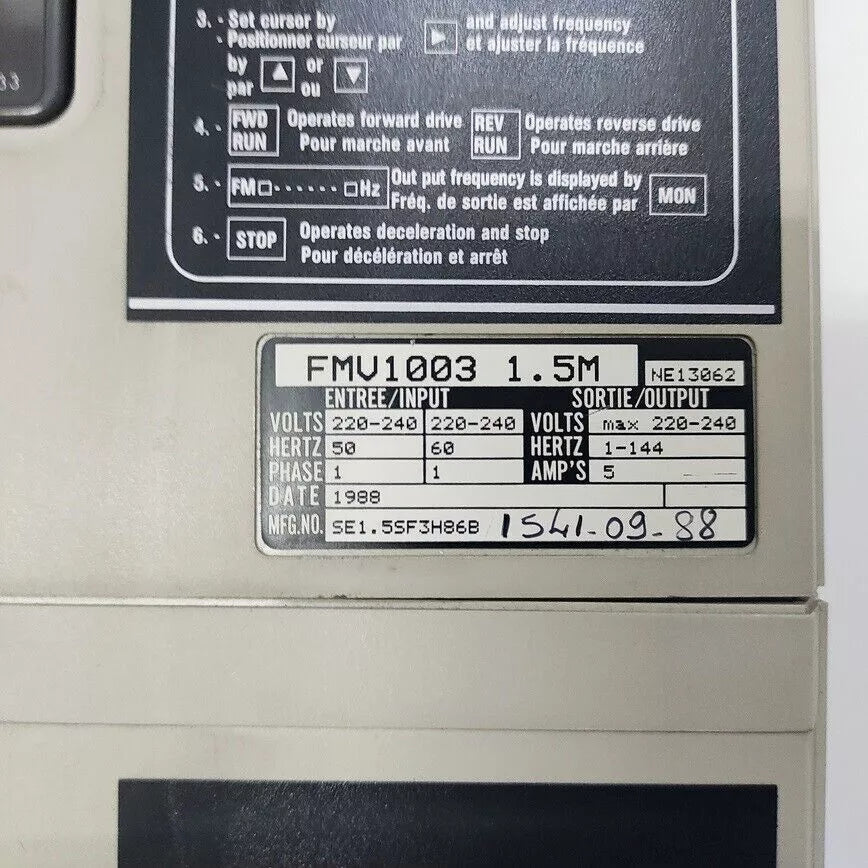 33
3. - Set cursor by ▶ and adjust frequency
- Positionner curseur par et ajuster la fréquence
by ▲ or ▼
par ou
4. - FWD RUN Operates forward drive REV RUN Operates reverse drive
Pour marche avant Pour marche arrière
5. - FM□······□Hz Out put frequency is displayed by MON
Fréq. de sortie est affichée par
6. - STOP Operates deceleration and stop
Pour décélération et arrêt
FMV1003 1.5M NE13062
ENTREE/INPUT SORTIE/OUTPUT
VOLTS 220-240 220-240 VOLTS max 220-240
HERTZ 50 60 HERTZ 1-144
PHASE 1 1 AMP'S 5
DATE 1988
MFG.NO. SE1.5SF3H86B 1541-09-88